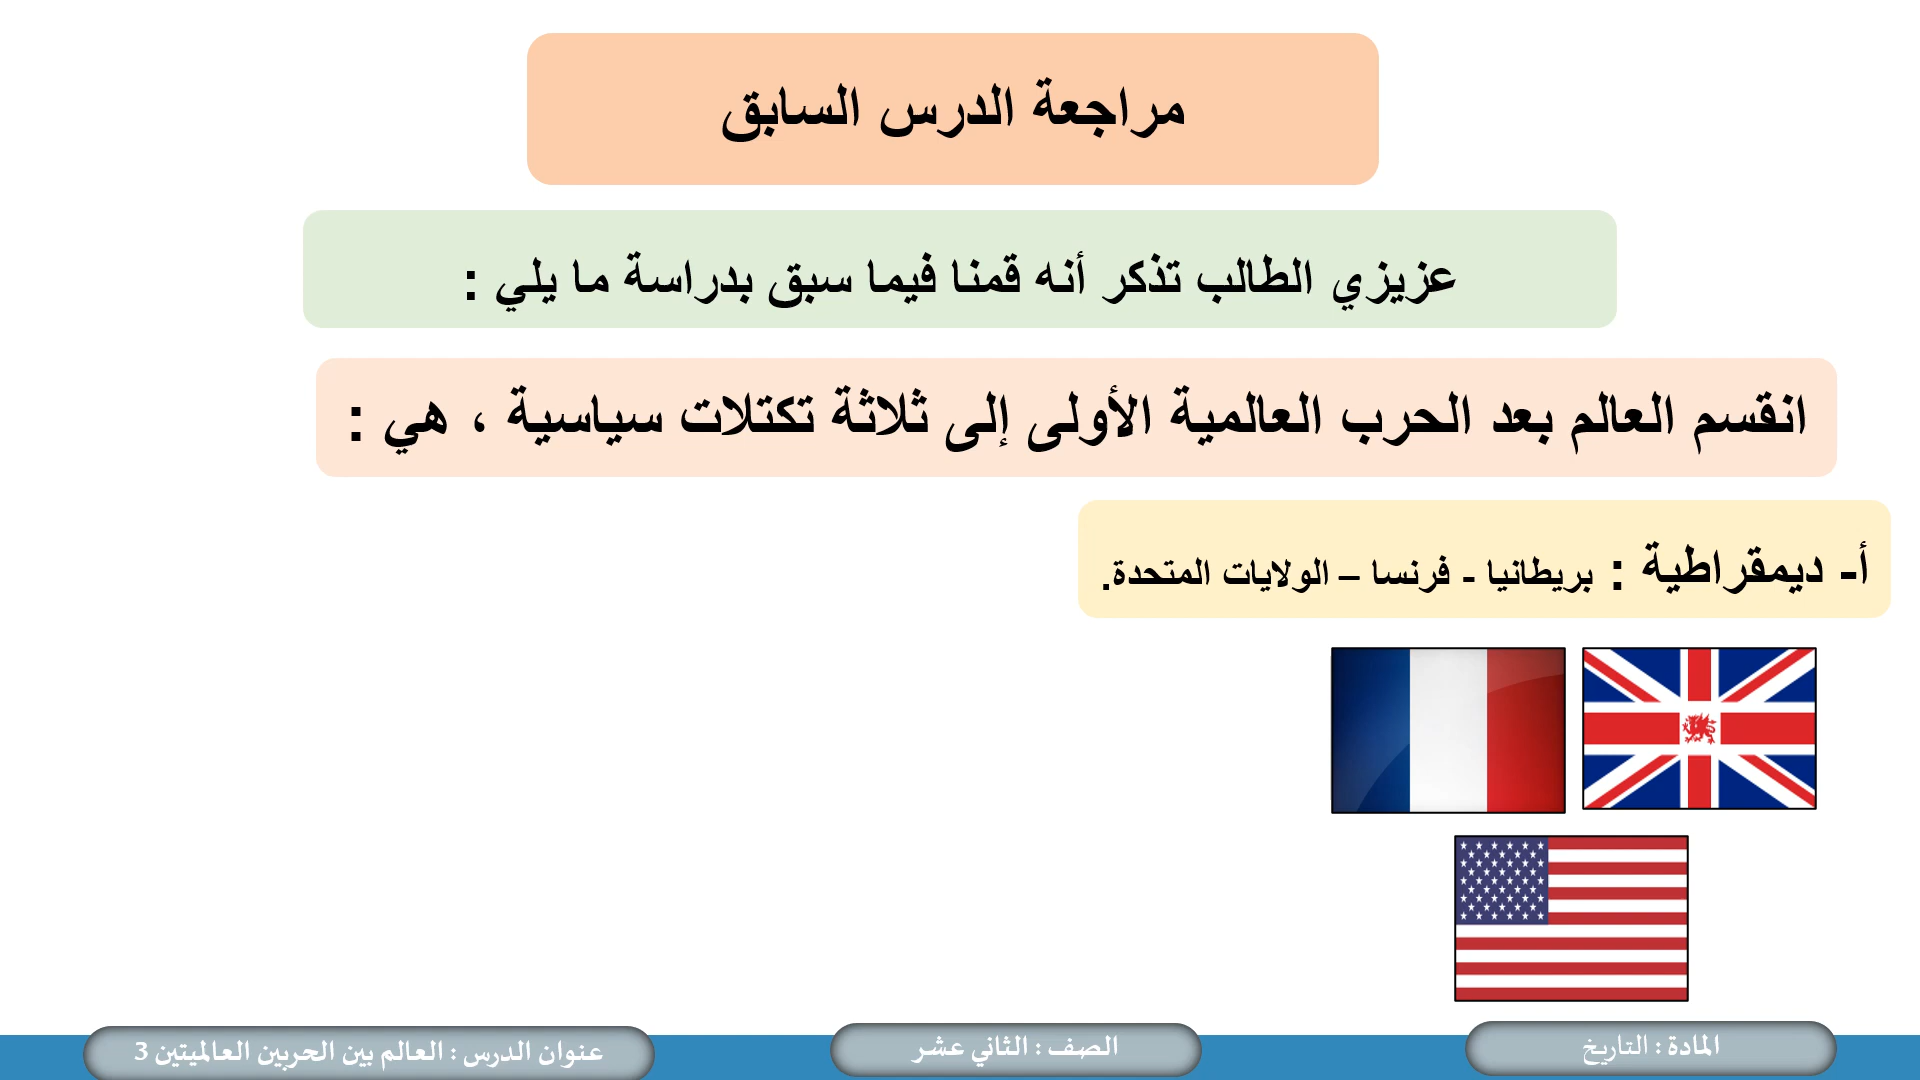 مراجعة الدرس السابق
عزيزي الطالب تذكر أنه قمنا فيما سبق بدراسة ما يلي :
انقسم العالم بعد الحرب العالمية الأولى إلى ثلاثة تكتلات سياسية ، هي :
أ- ديمقراطية : بريطانيا - فرنسا – الولايات المتحدة.
المادة : التاريخ
الصف : الثاني عشر
عنوان الدرس : العالم بين الحربين العالميتين 3